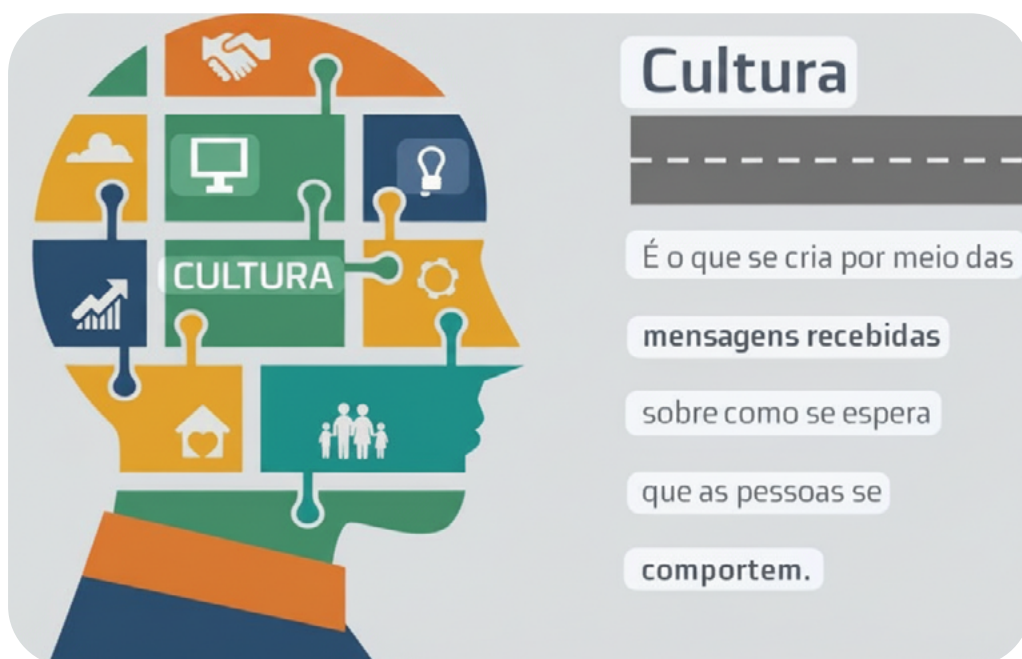 CULTURA
Cultura
É o que se cria por meio das
mensagens recebidas
sobre como se espera
que as pessoas se
comportem.